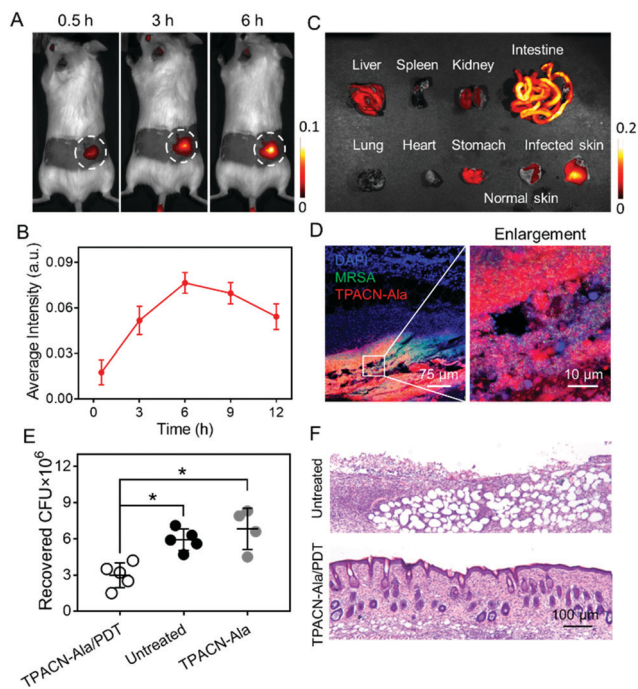 A
0.5 h
3 h
6 h
0.1
0
C
Liver
Spleen
Kidney
Intestine
Lung
Heart
Stomach
Infected skin
Normal skin
0.2
0
B
Average Intensity (a.u.)
0.09
0.06
0.03
0.00
0
3
6
9
12
Time (h)
D
DAPI
MRSA
TPACN-Ala
75 μm
Enlargement
10 μm
E
Recovered CFU×10⁶
12
9
6
3
0
*
*
TPACN-Ala/PDT
Untreated
TPACN-Ala
F
Untreated
TPACN-Ala/PDT
100 μm